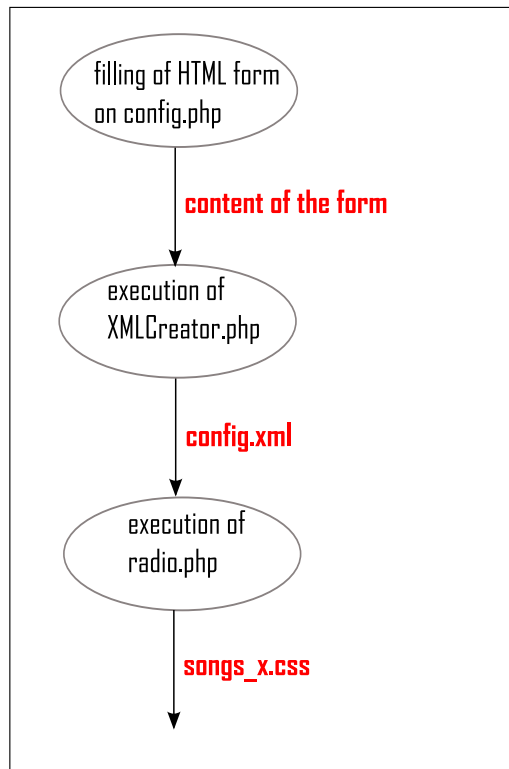 filling of HTML form
on config.php
content of the form
execution of
XMLCreator.php
config.xml
execution of
radio.php
songs_x.css